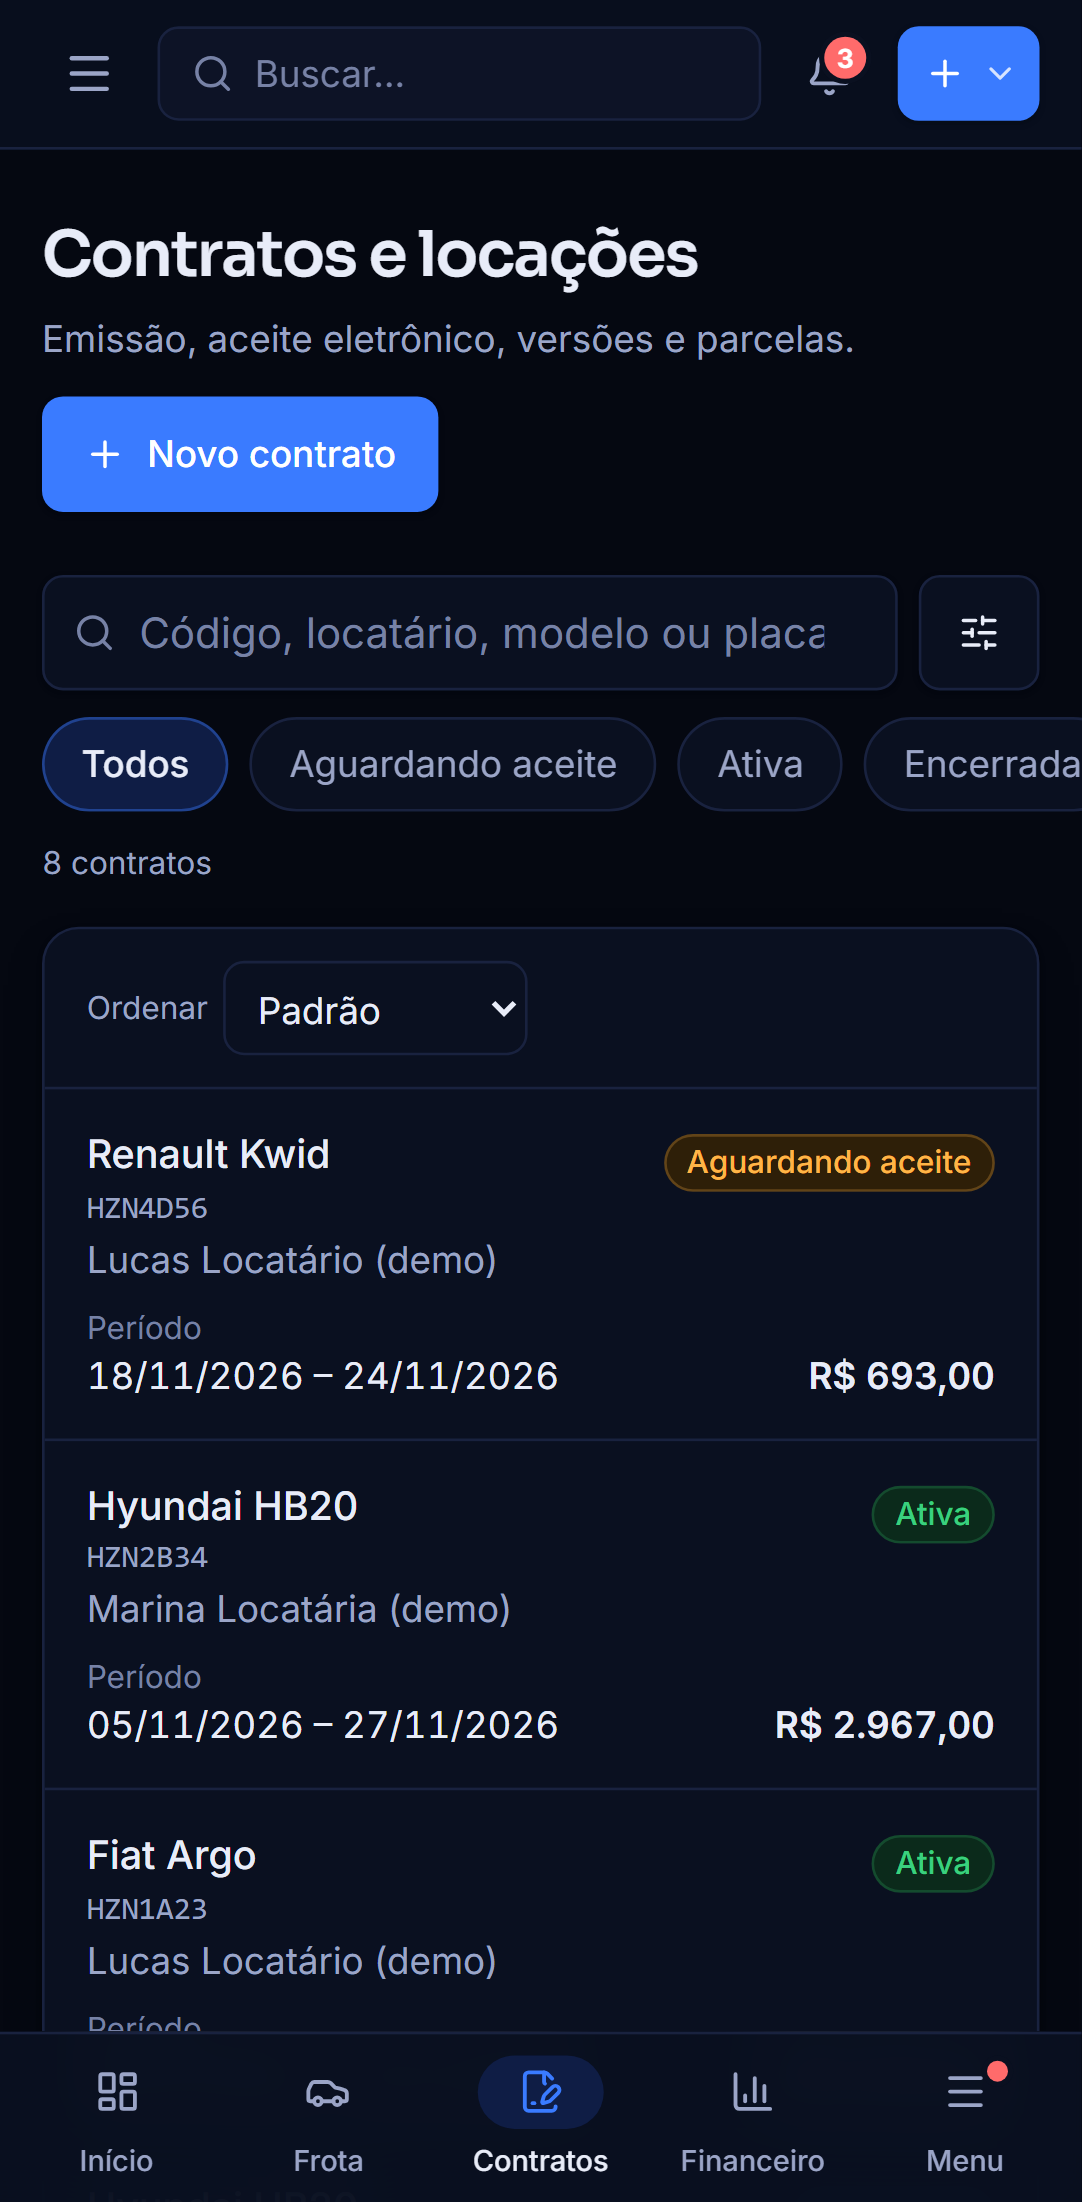 Buscar...
3
Contratos e locações
Emissão, aceite eletrônico, versões e parcelas.
Novo contrato
Código, locatário, modelo ou placa
Todos
Aguardando aceite
Ativa
Encerrada
8 contratos
Ordenar
Padrão
Renault Kwid
Aguardando aceite
HZN4D56
Lucas Locatário (demo)
Período
18/11/2026 – 24/11/2026
R$ 693,00
Hyundai HB20
Ativa
HZN2B34
Marina Locatária (demo)
Período
05/11/2026 – 27/11/2026
R$ 2.967,00
Fiat Argo
Ativa
HZN1A23
Lucas Locatário (demo)
Período
Início
Frota
Contratos
Financeiro
Menu